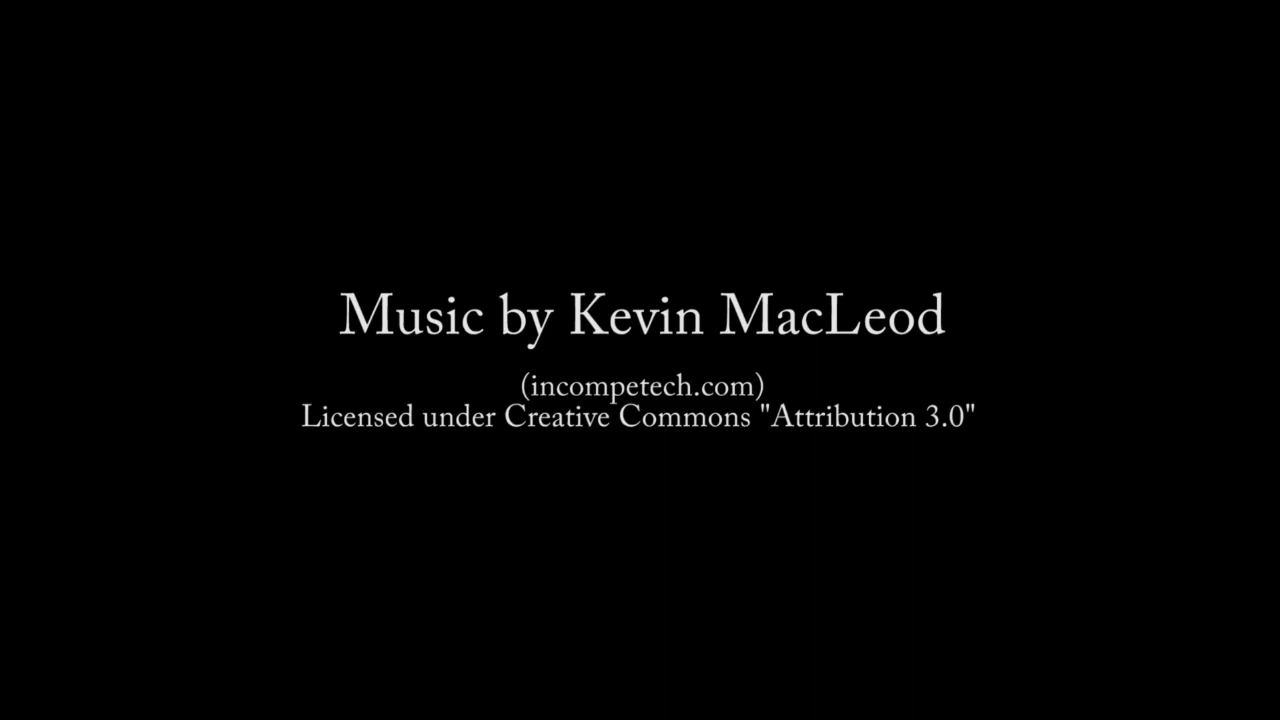 Music by Kevin MacLeod
(incompetech.com)
Licensed under Creative Commons "Attribution 3.0"